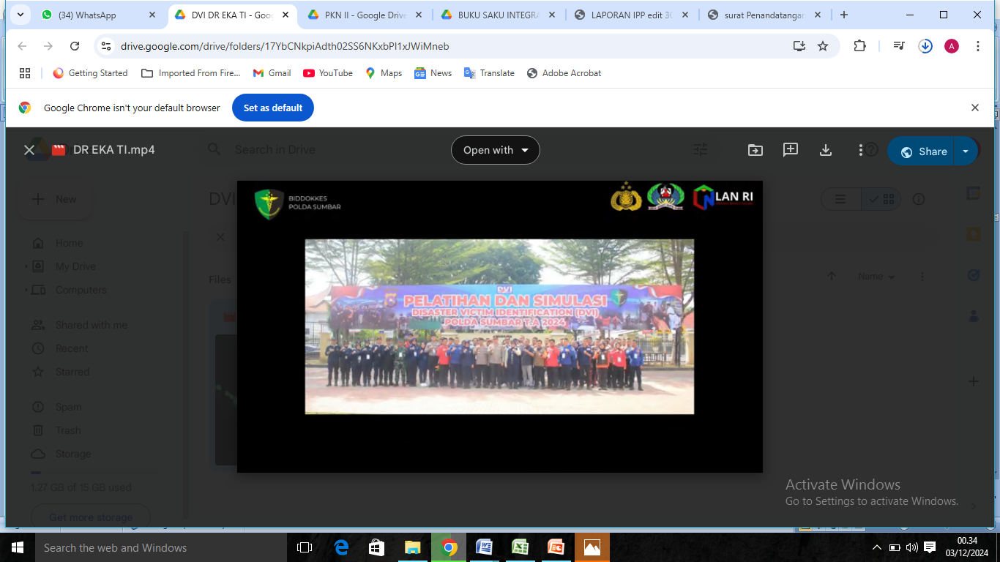 (34) WhatsApp
DVI DR EKA TI - Goog
PKN II - Google Drive
BUKU SAKU INTEGRA
LAPORAN IPP edit 30
surat Penandatangan
drive.google.com/drive/folders/17YbCNkpiAdth02SS6NKxbPI1xJWiMneb
A
Getting Started
Imported From Fire...
Gmail
YouTube
Maps
News
Translate
Adobe Acrobat
Google Chrome isn't your default browser
Set as default
DR EKA TI.mp4
Search in Drive
Open with
Share
New
DVI
BIDDOKKES
POLDA SUMBAR
LAN RI
Home
My Drive
Computers
Files
Name
Shared with me
Recent
Starred
Spam
Trash
Storage
1.27 GB of 15 GB used
Get more storage
DVI
PELATIHAN DAN SIMULASI
DISASTER VICTIM IDENTIFICATION (DVI)
POLDA SUMBAR T.A 2024
Activate Windows
Go to Settings to activate Windows.
Search the web and Windows
00.34
03/12/2024